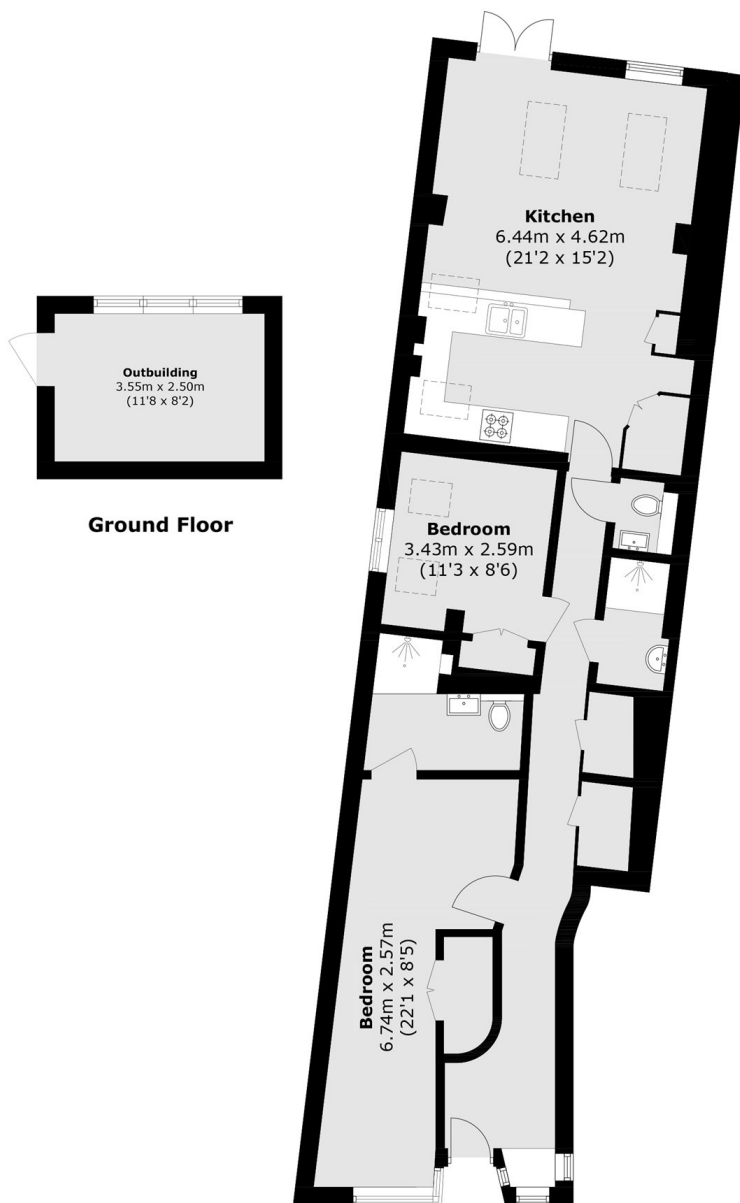 Kitchen
6.44m x 4.62m
(21'2 x 15'2)
Outbuilding
3.55m x 2.50m
(11'8 x 8'2)
Ground Floor
Bedroom
3.43m x 2.59m
(11'3 x 8'6)
Bedroom
6.74m x 2.57m
(22'1 x 8'5)